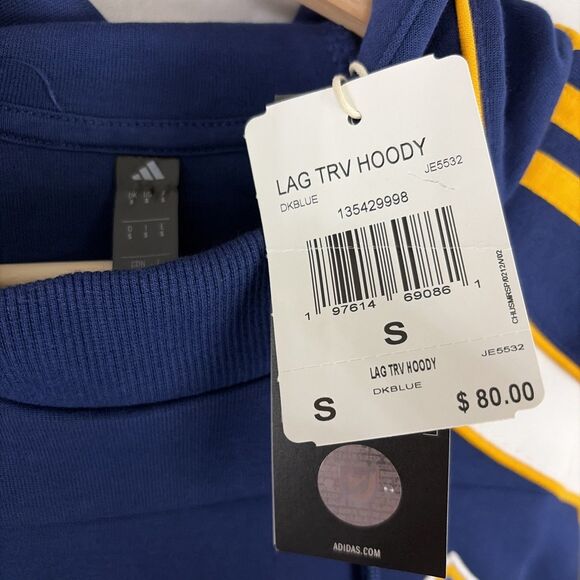 LAG TRV HOODY
DKBLUE
JE5532
135429998
1 97614 69086 1
S
LAG TRV HOODY
JE5532
DKBLUE
S
$ 80.00
ADIDAS.COM